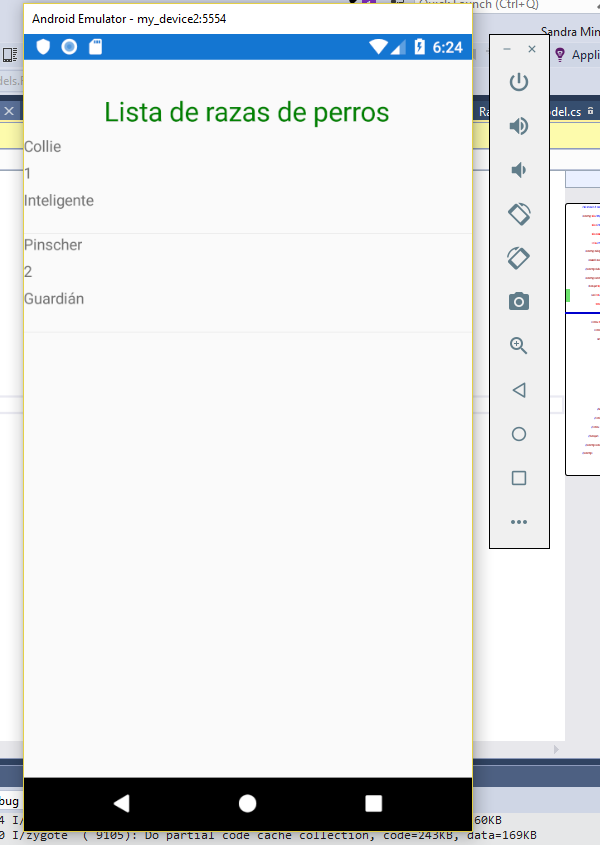 Quick Launch (Ctrl+Q)
Android Emulator - my_device2:5554
Sandra Min
6:24
Appli
dels.
Lista de razas de perros
Ra
del.cs
Collie
1
Inteligente
Pinscher
2
Guardián
bug
4 I/
60KB
0 I/zygote ( 9105): Do partial code cache collection, code=243KB, data=169KB